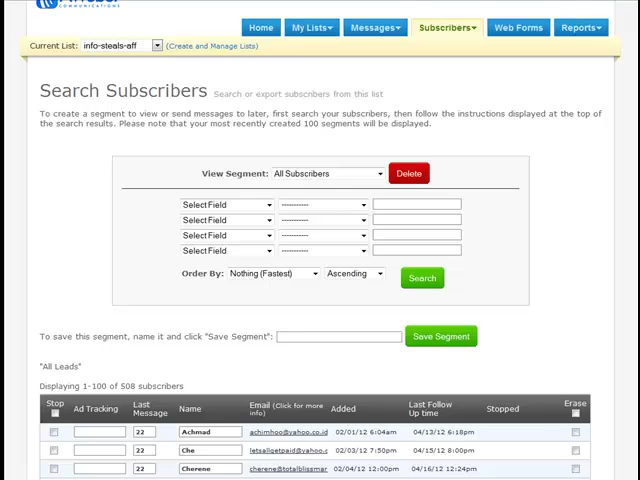 COMMUNICATIONS
Home My Lists Messages Subscribers Web Forms Reports
Current List: info-steals-aff (Create and Manage Lists)
Search Subscribers Search or export subscribers from this list
To create a segment to view or send messages to later, first search your subscribers, then follow the instructions displayed at the top of
the search results. Please note that your most recently created 100 segments will be displayed.
View Segment: All Subscribers Delete
Select Field -----------
Select Field -----------
Select Field -----------
Select Field -----------
Order By: Nothing (Fastest) Ascending Search
To save this segment, name it and click "Save Segment": Save Segment
"All Leads"
Displaying 1-100 of 508 subscribers
Stop Ad Tracking Last Message Name Email (Click for more info) Added Last Follow Up time Stopped Erase
22 Achmad achimhoo@yahoo.co.id 02/01/12 6:04am 04/13/12 6:18pm
22 Che letsallgetpaid@yahoo.c 02/03/12 7:50pm 04/15/12 8:00pm
22 Cherene cherene@totalblissmar 02/04/12 12:00pm 04/16/12 12:24pm